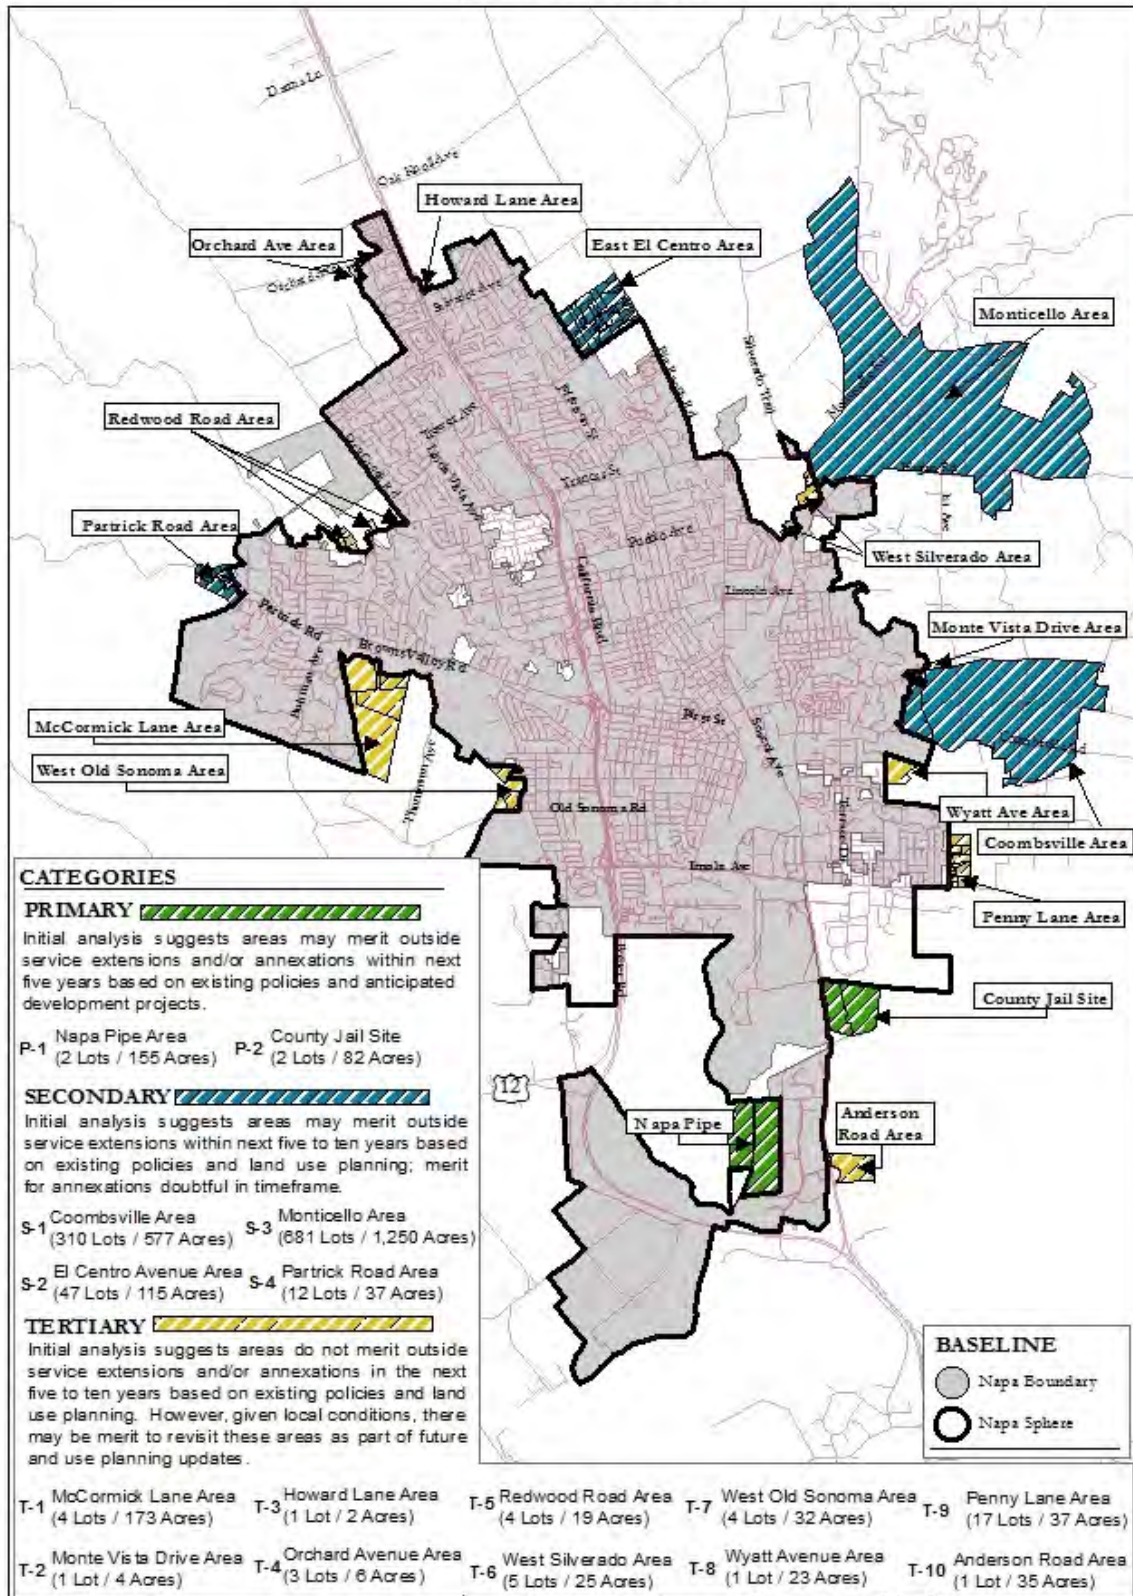 Oak Knoll Ave
Howard Lane Area
Orchard Ave Area
East El Centro Area
Monticello Area
Silverado Trail
Redwood Road Area
Trancas St
Partrick Road Area
Pueblo Ave
West Silverado Area
California Blvd
Lincoln Ave
Monte Vista Drive Area
Partrick Rd
Browns Valley Rd
McCormick Lane Area
First St
West Old Sonoma Area
Thompson Ave
Old Sonoma Rd
Wyatt Ave Area
Coombsville Area
Imola Ave
Penny Lane Area
County Jail Site
12
Napa Pipe
Anderson
Road Area
CATEGORIES
PRIMARY
Initial analysis suggests areas may merit outside
service extensions and/or annexations within next
five years based on existing policies and anticipated
development projects.
P-1 Napa Pipe Area
(2 Lots / 155 Acres)
P-2 County Jail Site
(2 Lots / 82 Acres)
SECONDARY
Initial analysis suggests areas may merit outside
service extensions within next five to ten years based
on existing policies and land use planning; merit
for annexations doubtful in timeframe.
S-1 Coombsville Area
(310 Lots / 577 Acres)
S-3 Monticello Area
(681 Lots / 1,250 Acres)
S-2 El Centro Avenue Area
(47 Lots / 115 Acres)
S-4 Partrick Road Area
(12 Lots / 37 Acres)
TERTIARY
Initial analysis suggests areas do not merit outside
service extensions and/or annexations in the next
five to ten years based on existing policies and land
use planning. However, given local conditions, there
may be merit to revisit these areas as part of future
and use planning updates.
BASELINE
Napa Boundary
Napa Sphere
T-1 McCormick Lane Area
(4 Lots / 173 Acres)
T-3 Howard Lane Area
(1 Lot / 2 Acres)
T-5 Redwood Road Area
(4 Lots / 19 Acres)
T-7 West Old Sonoma Area
(4 Lots / 32 Acres)
T-9 Penny Lane Area
(17 Lots / 37 Acres)
T-2 Monte Vista Drive Area
(1 Lot / 4 Acres)
T-4 Orchard Avenue Area
(3 Lots / 6 Acres)
T-6 West Silverado Area
(5 Lots / 25 Acres)
T-8 Wyatt Avenue Area
(1 Lot / 23 Acres)
T-10 Anderson Road Area
(1 Lot / 35 Acres)